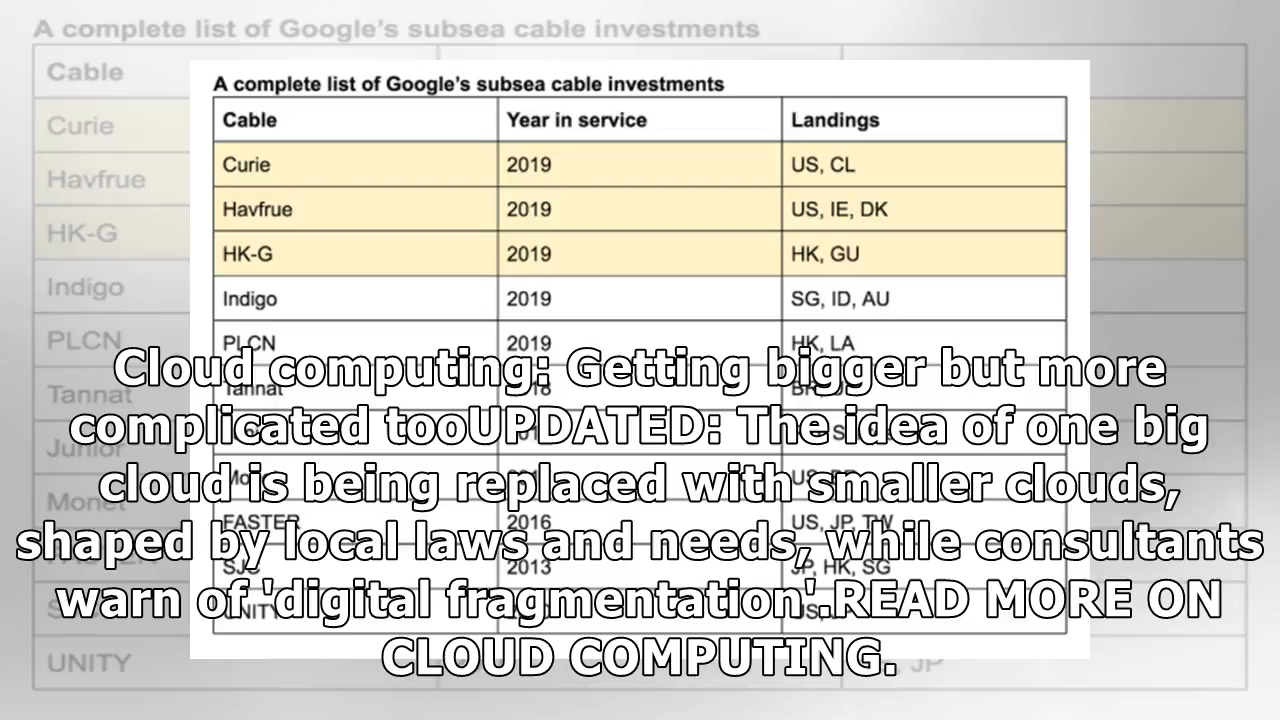 A complete list of Google's subsea cable investments
Cable Year in service Landings
Curie 2019 US, CL
Havfrue 2019 US, IE, DK
HK-G 2019 HK, GU
Indigo 2019 SG, ID, AU
PLCN 2019 HK, LA
Tannat
FASTER 2016 US, JP, TW
SJC 2013 JP, HK, SG
UNITY
Cloud computing: Getting bigger but more
complicated tooUPDATED: The idea of one big
cloud is being replaced with smaller clouds,
shaped by local laws and needs, while consultants
warn of 'digital fragmentation'.READ MORE ON
CLOUD COMPUTING.
A complete list of Google's subsea cable investments
Cable
Curie
Havfrue
HK-G
Indigo
PLCN
Tannat
Junior
Monet
UNITY JP